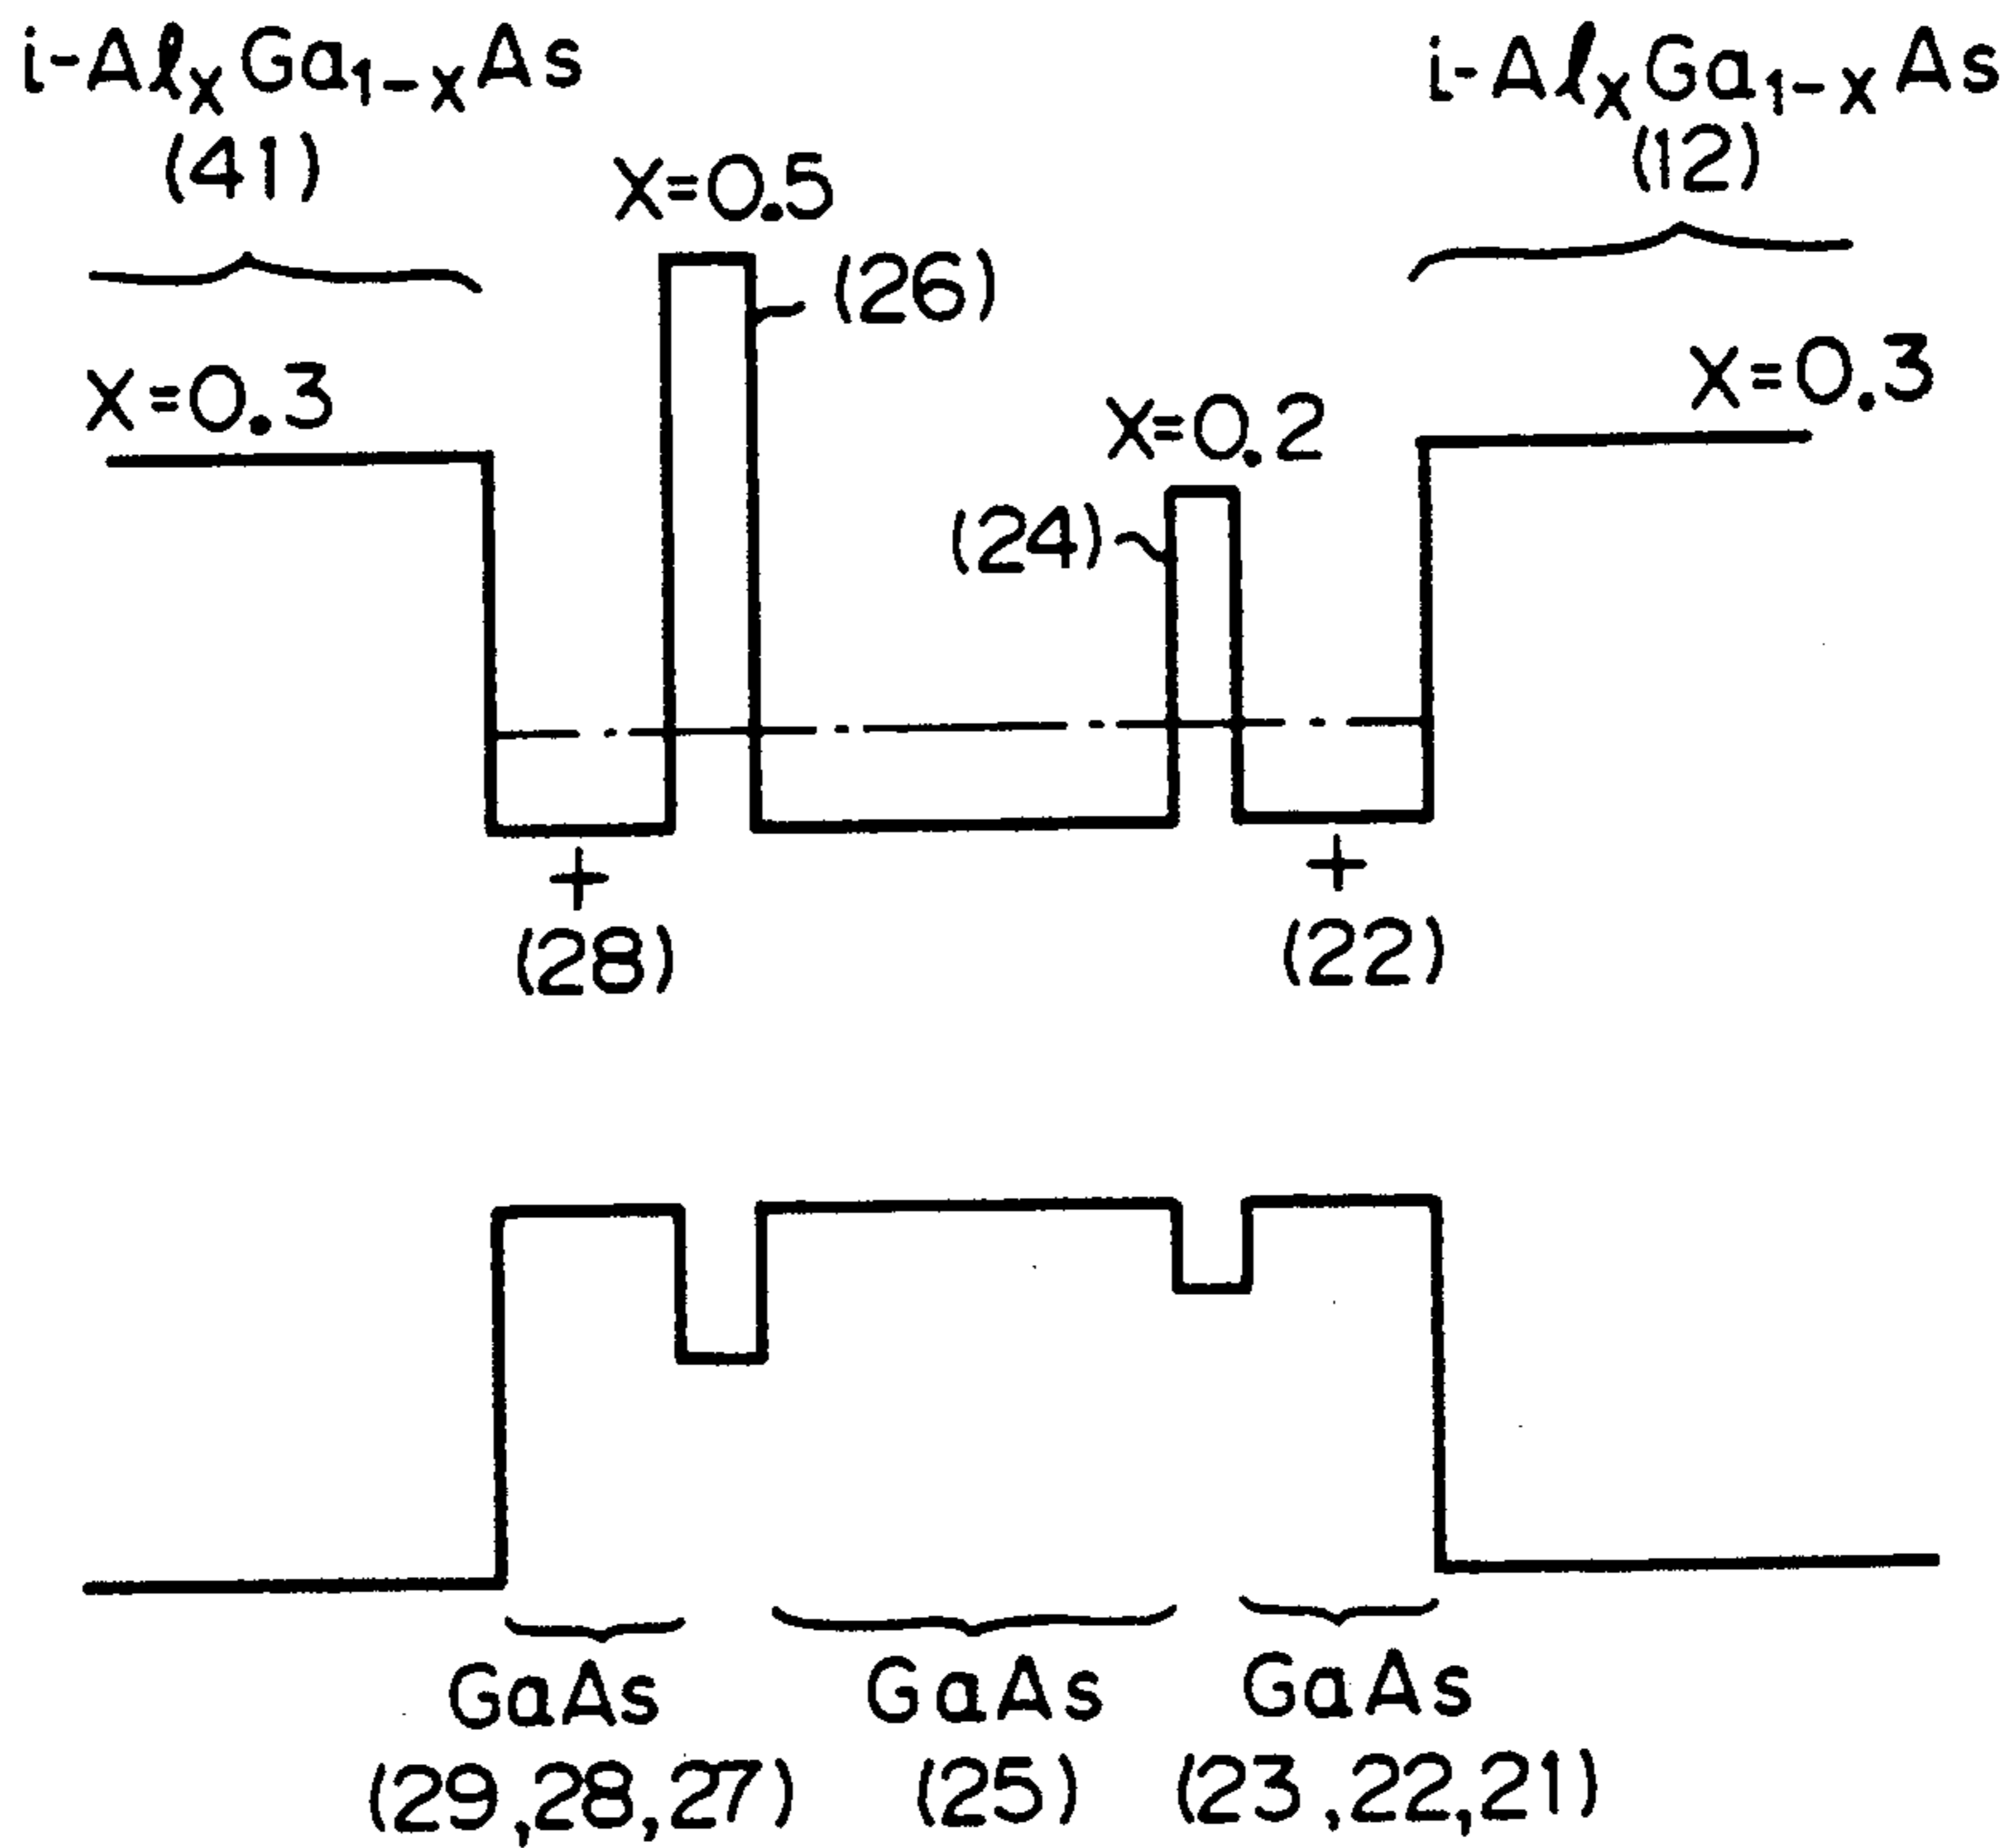 i-AlₓGa₁₋ₓAs
(41)
i-AlₓGa₁₋ₓAs
(12)
X=0.5
(26)
X=0.3
X=0.3
X=0.2
(24)
+
(28)
+
(22)
GaAs
(29,28,27)
GaAs
(25)
GaAs
(23,22,21)